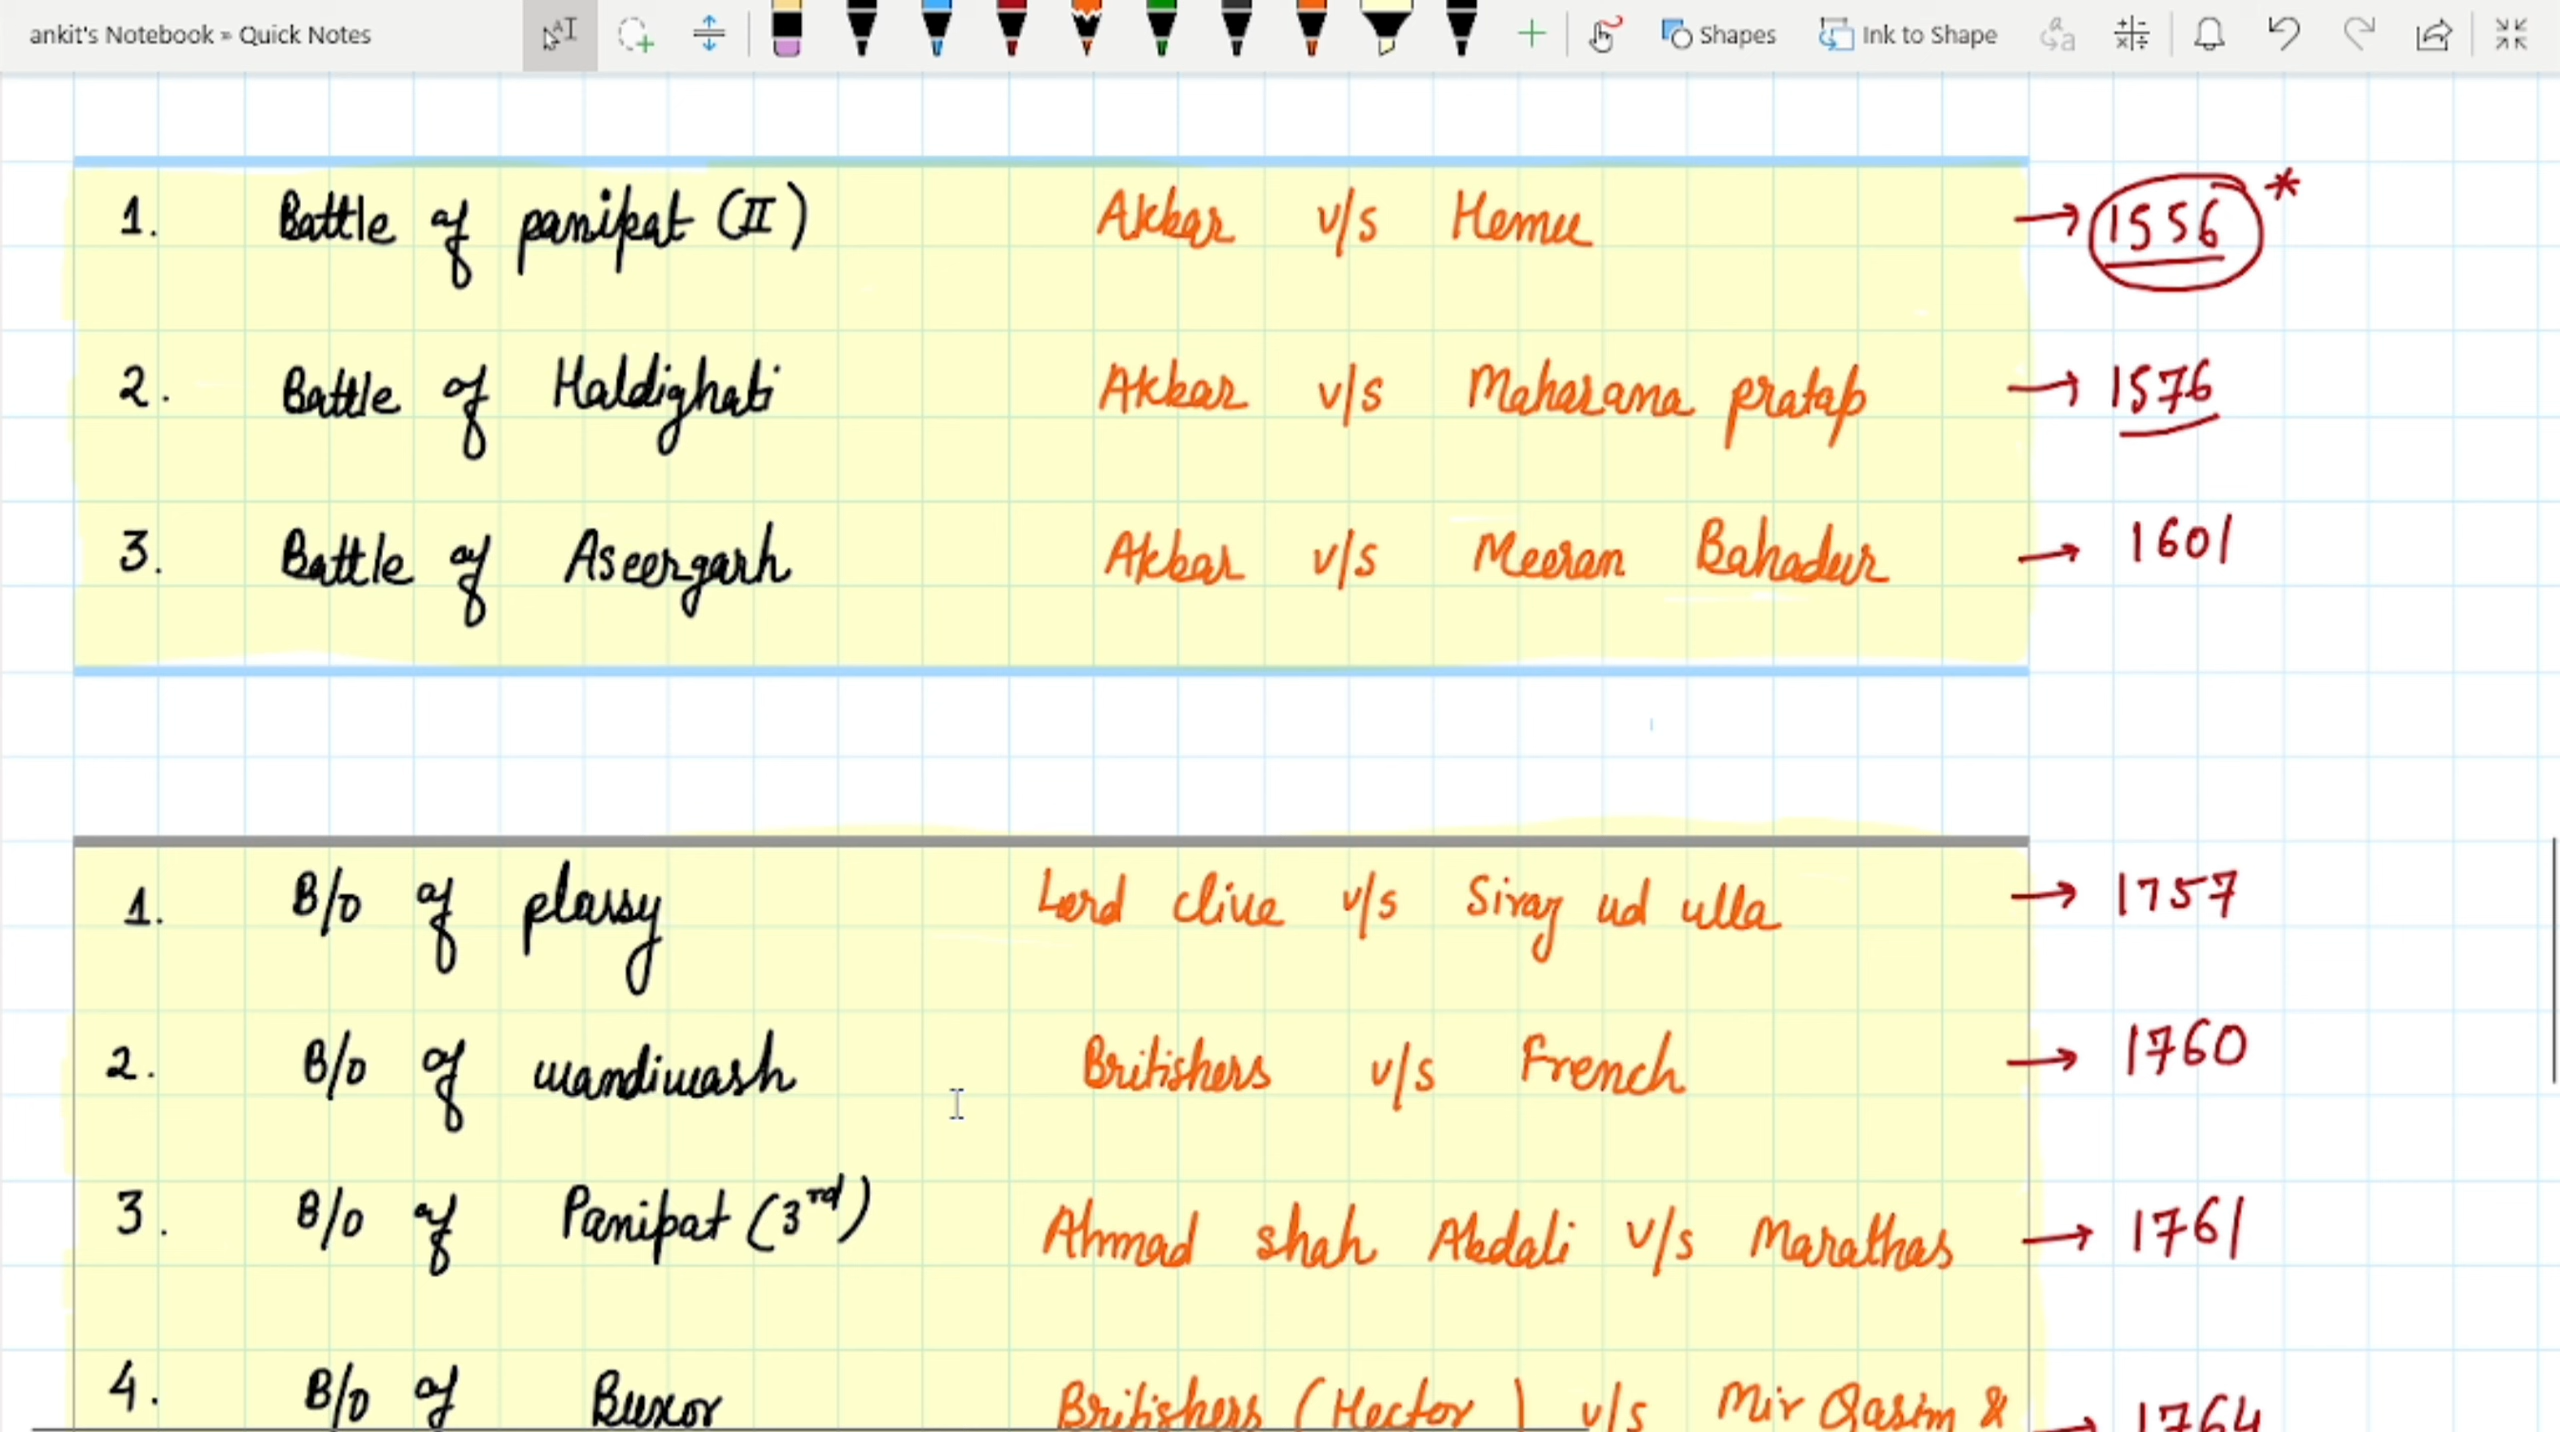 ankit's Notebook » Quick Notes Shapes Ink to Shape
1. Battle of panipat (II) Akbar v/s Hemu → 1556 *
2. Battle of Haldighati Akbar v/s Maharana pratap → 1576
3. Battle of Aseergarh Akbar v/s Meeran Bahadur → 1601
1. B/o of plassy Lord clive v/s Siraj ud ulla → 1757
2. B/o of wandiwash Britishers v/s French → 1760
3. B/o of Panipat (3rd) Ahmad shah Abdali v/s Marathas → 1761
4. B/o of Buxor Britishers (Hector) v/s Mir Qasim & → 1764